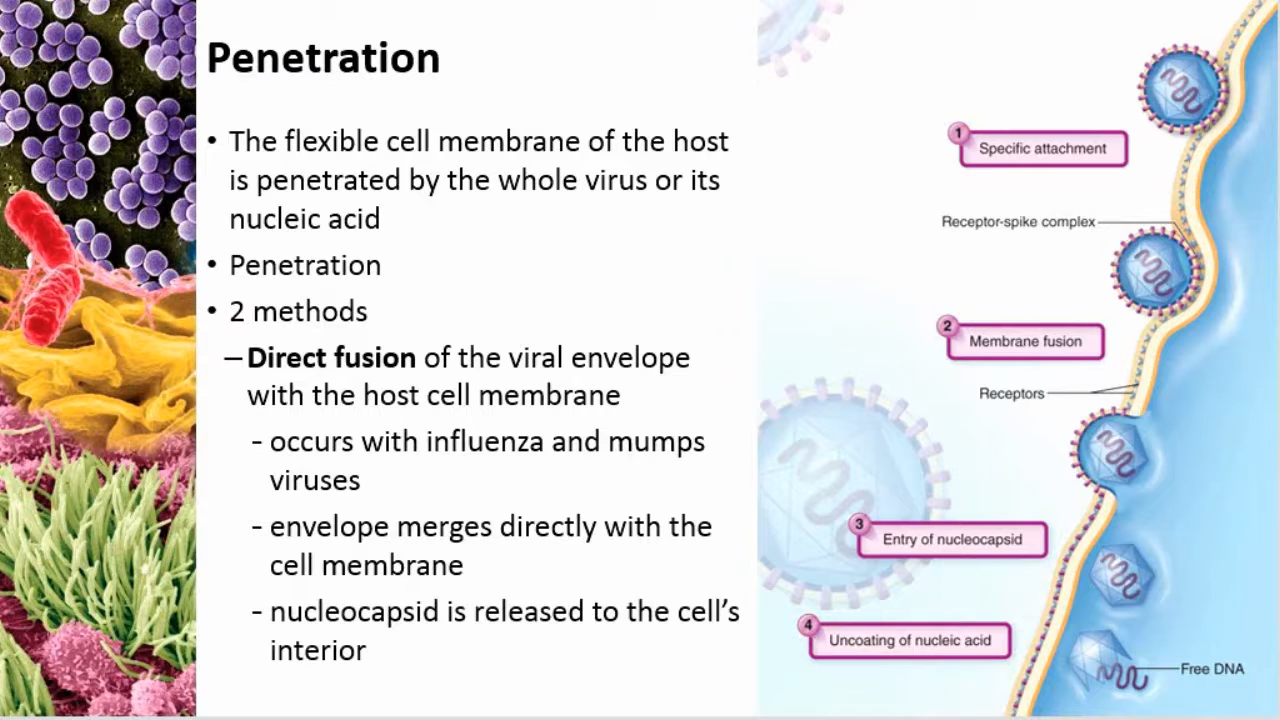 Penetration
• The flexible cell membrane of the host
is penetrated by the whole virus or its
nucleic acid
• Penetration
• 2 methods
– Direct fusion of the viral envelope
with the host cell membrane
- occurs with influenza and mumps
viruses
- envelope merges directly with the
cell membrane
- nucleocapsid is released to the cell’s
interior
1
Specific attachment
Receptor-spike complex
2
Membrane fusion
Receptors
3
Entry of nucleocapsid
4
Uncoating of nucleic acid
Free DNA